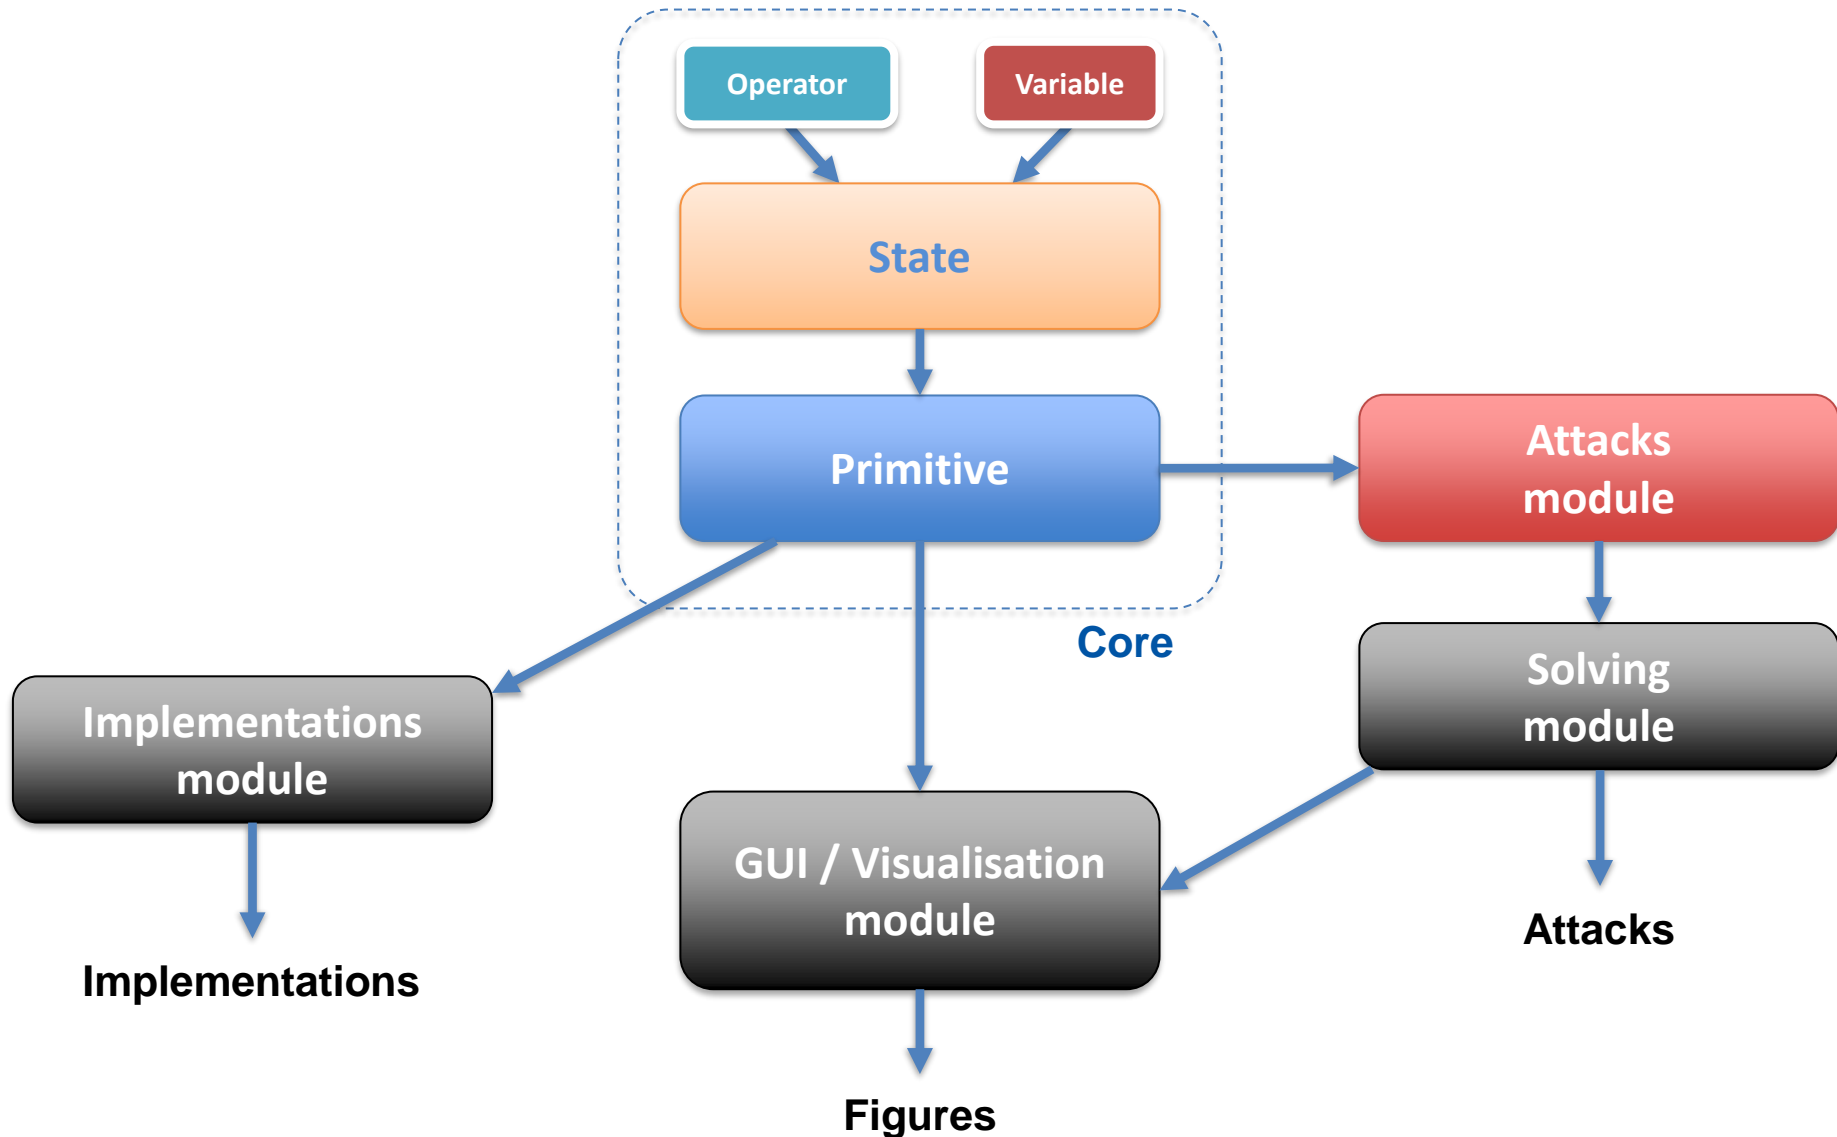 Operator
Variable
State
Primitive
Attacks
module
Core
Solving
module
Implementations
module
GUI / Visualisation
module
Attacks
Implementations
Figures